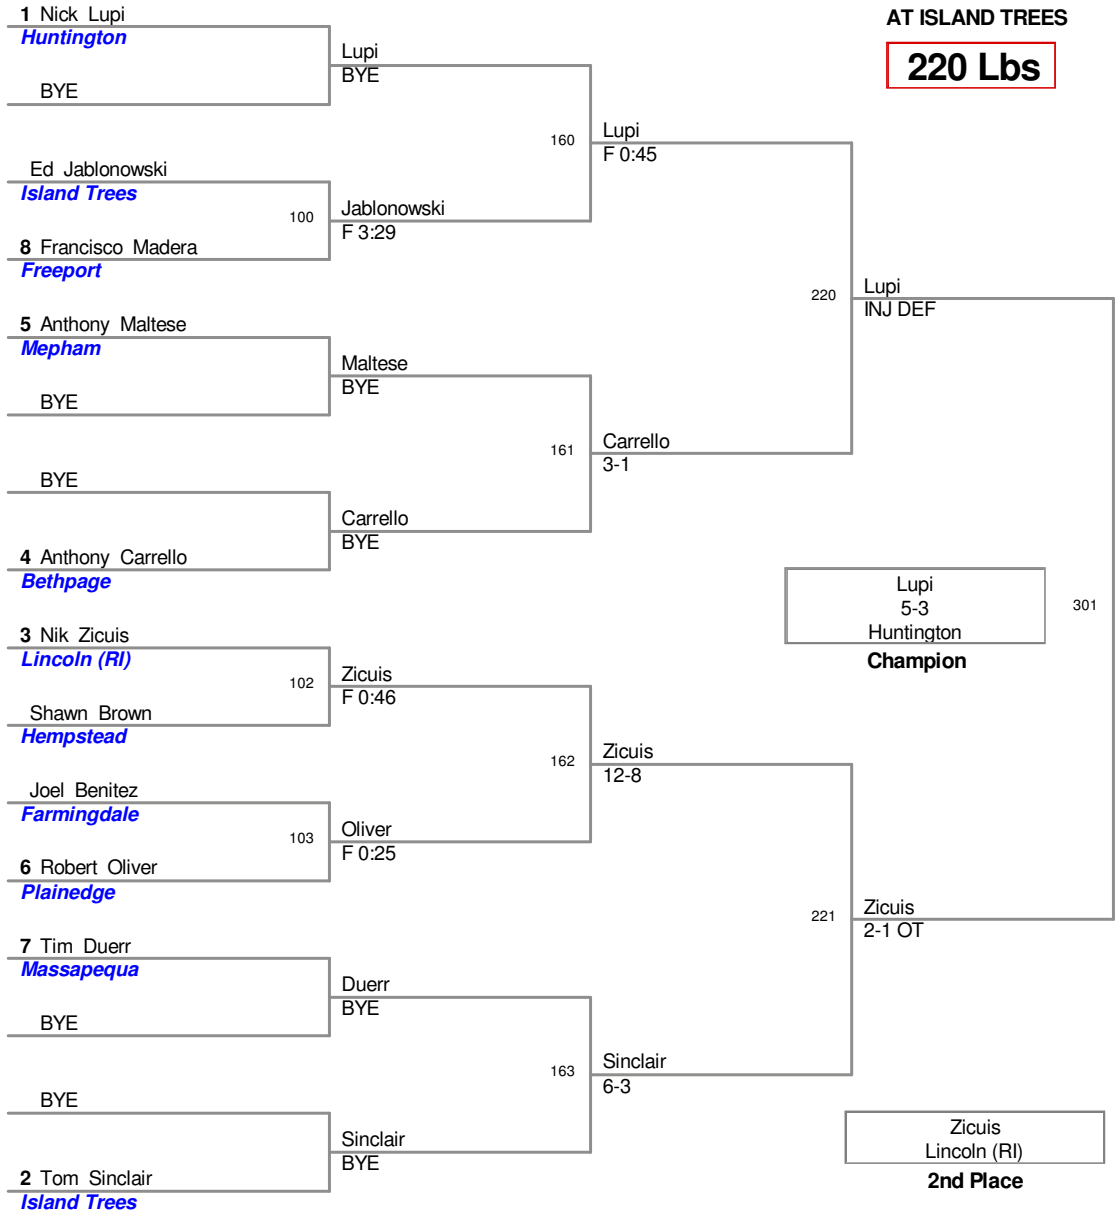 AT ISLAND TREES
220 Lbs
1 Nick Lupi
Huntington
BYE
Ed Jablonowski
Island Trees
100
8 Francisco Madera
Freeport
5 Anthony Maltese
Mepham
BYE
BYE
4 Anthony Carrello
Bethpage
3 Nik Zicuis
Lincoln (RI)
102
Shawn Brown
Hempstead
Joel Benitez
Farmingdale
103
6 Robert Oliver
Plainedge
7 Tim Duerr
Massapequa
BYE
BYE
2 Tom Sinclair
Island Trees
Lupi
BYE
160
Jablonowski
F 3:29
Maltese
BYE
161
Carrello
BYE
Zicuis
F 0:46
162
Oliver
F 0:25
Duerr
BYE
163
Sinclair
BYE
Lupi
F 0:45
220
Carrello
3-1
Zicuis
12-8
221
Sinclair
6-3
Lupi
INJ DEF
301
Zicuis
2-1 OT
Lupi
5-3
Huntington
Champion
Zicuis
Lincoln (RI)
2nd Place